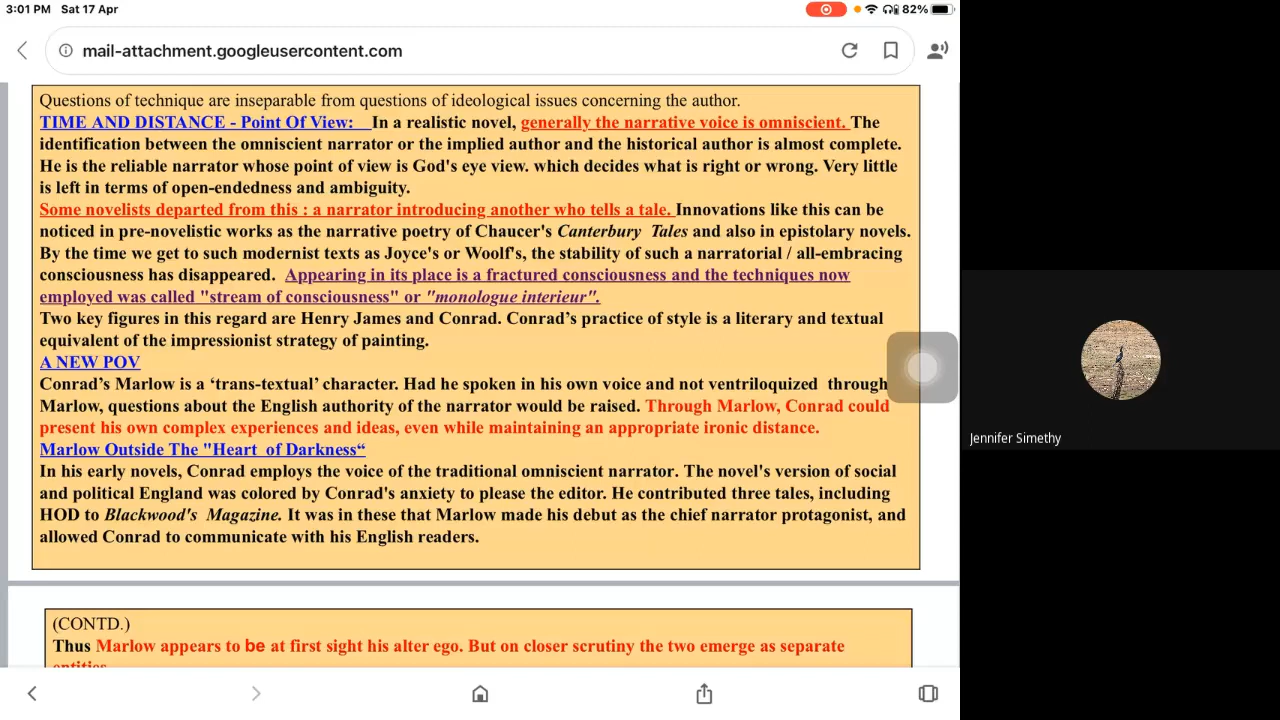 3:01 PM Sat 17 Apr
82%
mail-attachment.googleusercontent.com
Questions of technique are inseparable from questions of ideological issues concerning the author.
TIME AND DISTANCE - Point Of View: In a realistic novel, generally the narrative voice is omniscient. The
identification between the omniscient narrator or the implied author and the historical author is almost complete.
He is the reliable narrator whose point of view is God's eye view. which decides what is right or wrong. Very little
is left in terms of open-endedness and ambiguity.
Some novelists departed from this : a narrator introducing another who tells a tale. Innovations like this can be
noticed in pre-novelistic works as the narrative poetry of Chaucer's Canterbury Tales and also in epistolary novels.
By the time we get to such modernist texts as Joyce's or Woolf's, the stability of such a narratorial / all-embracing
consciousness has disappeared. Appearing in its place is a fractured consciousness and the techniques now
employed was called "stream of consciousness" or "monologue interieur".
Two key figures in this regard are Henry James and Conrad. Conrad's practice of style is a literary and textual
equivalent of the impressionist strategy of painting.
A NEW POV
Conrad's Marlow is a ‘trans-textual’ character. Had he spoken in his own voice and not ventriloquized through
Marlow, questions about the English authority of the narrator would be raised. Through Marlow, Conrad could
present his own complex experiences and ideas, even while maintaining an appropriate ironic distance.
Marlow Outside The "Heart of Darkness“
In his early novels, Conrad employs the voice of the traditional omniscient narrator. The novel's version of social
and political England was colored by Conrad's anxiety to please the editor. He contributed three tales, including
HOD to Blackwood's Magazine. It was in these that Marlow made his debut as the chief narrator protagonist, and
allowed Conrad to communicate with his English readers.
(CONTD.)
Thus Marlow appears to be at first sight his alter ego. But on closer scrutiny the two emerge as separate
entities.
Jennifer Simethy